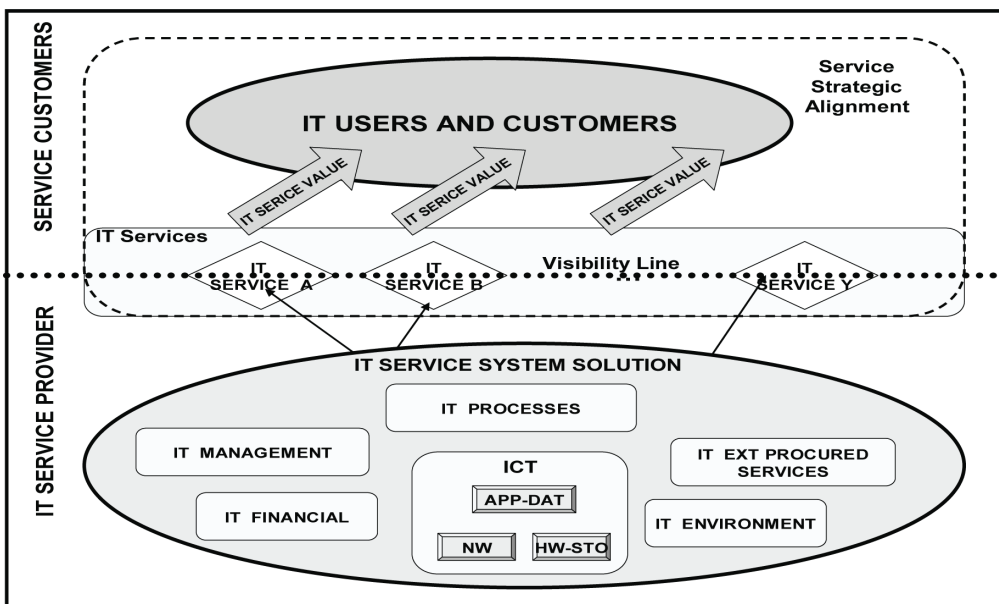 SERVICE CUSTOMERS
Service
Strategic
Alignment
IT USERS AND CUSTOMERS
IT SERICE VALUE
IT SERICE VALUE
IT SERICE VALUE
IT Services
IT
SERVICE A
IT
SERVICE B
Visibility Line
...
IT
SERVICE Y
IT SERVICE PROVIDER
IT SERVICE SYSTEM SOLUTION
IT PROCESSES
IT MANAGEMENT
IT EXT PROCURED
SERVICES
ICT
APP-DAT
IT FINANCIAL
IT ENVIRONMENT
NW
HW-STO